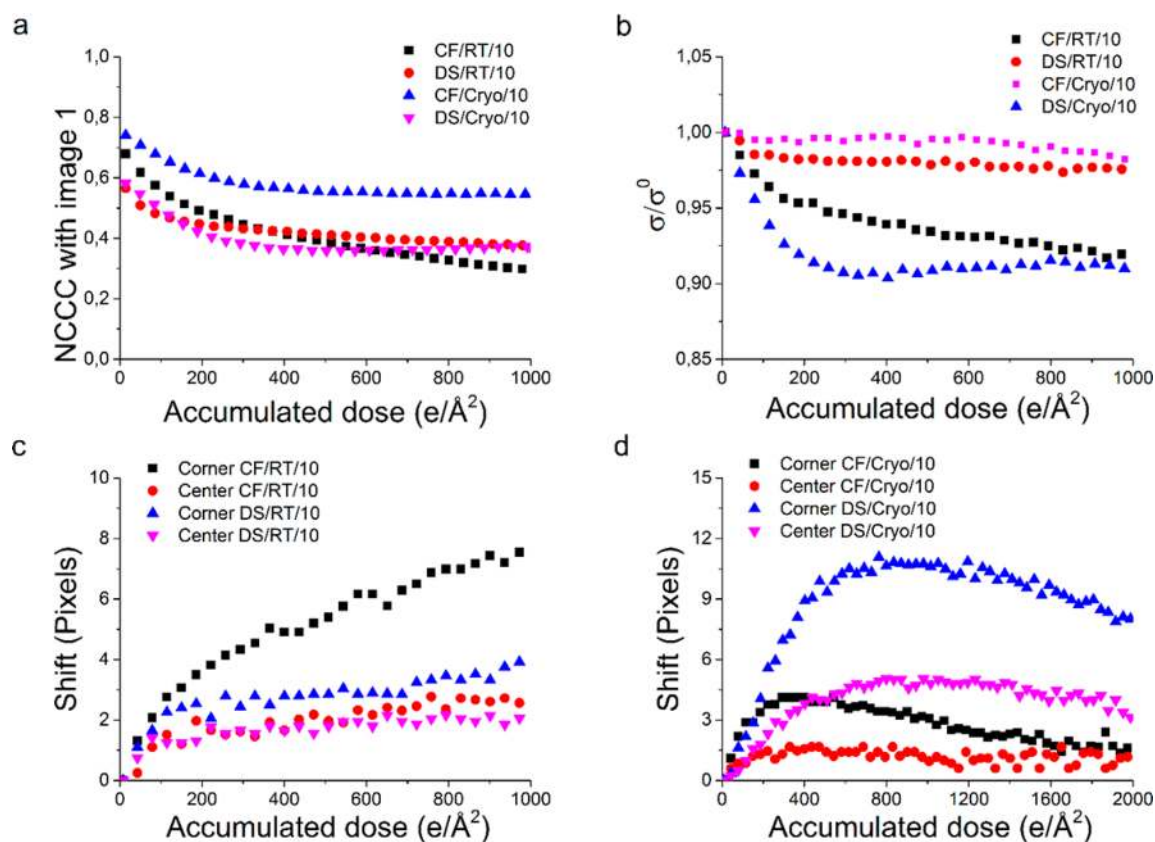 a
CF/RT/10
DS/RT/10
CF/Cryo/10
DS/Cryo/10
1,0
0,8
0,6
0,4
0,2
0,0
NCCC with image 1
0
200
400
600
800
1000
Accumulated dose (e/Å²)
b
CF/RT/10
DS/RT/10
CF/Cryo/10
DS/Cryo/10
1,05
1,00
0,95
0,90
0,85
σ/σ⁰
0
200
400
600
800
1000
Accumulated dose (e/Å²)
c
Corner CF/RT/10
Center CF/RT/10
Corner DS/RT/10
Center DS/RT/10
10
8
6
4
2
0
Shift (Pixels)
0
200
400
600
800
1000
Accumulated dose (e/Å²)
d
Corner CF/Cryo/10
Center CF/Cryo/10
Corner DS/Cryo/10
Center DS/Cryo/10
15
12
9
6
3
0
Shift (Pixels)
0
400
800
1200
1600
2000
Accumulated dose (e/Å²)